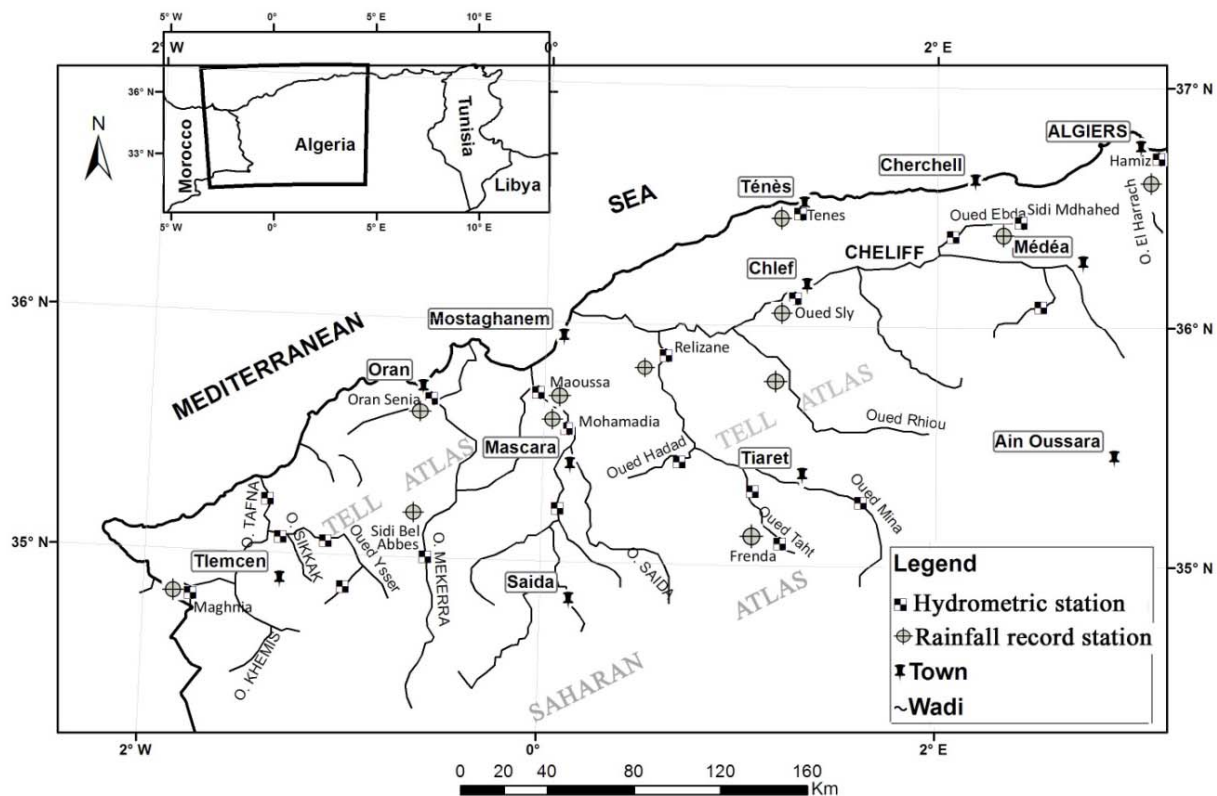 5° W 0° 5° E 10° E
2° W 0° 2° E
37° N
36° N
33° N
Morocco
Algeria
Tunisia
Libya
5° W 0° 5° E 10° E
N
ALGIERS
Hamiz
Cherchell
SEA
Ténès
Tenes
Oued Ebda
Sidi Mdhahed
O. El Harrach
Médéa
CHELIFF
Chlef
Oued Sly
36° N
36° N
Mostaghanem
MEDITERRANEAN
Relizane
Oran
Oran Senia
Maoussa
Mohamadia
TELL ATLAS
Oued Rhiou
Mascara
Oued Hadad
Tiaret
Ain Oussara
TELL ATLAS
O. TAFNA
O. SIKKAK
Oued Ysser
Sidi Bel
Abbes
O. MEKERRA
Oued Mina
Oued Taht
Frenda
35° N
35° N
Tlemcen
Maghnia
O. KHEMIS
Saida
O. SAIDA
SAHARAN ATLAS
Legend
Hydrometric station
Rainfall record station
Town
Wadi
2° W 0° 2° E
0 20 40 80 120 160
Km